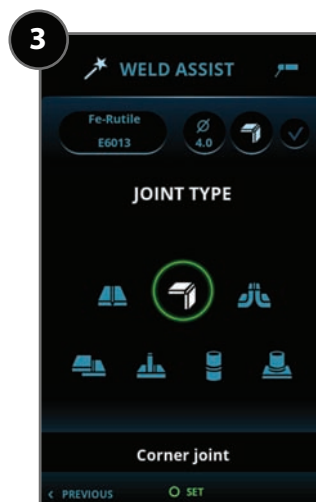 3
WELD ASSIST
Fe-Rutile
E6013
Ø
4.0
JOINT TYPE
Corner joint
< PREVIOUS
SET